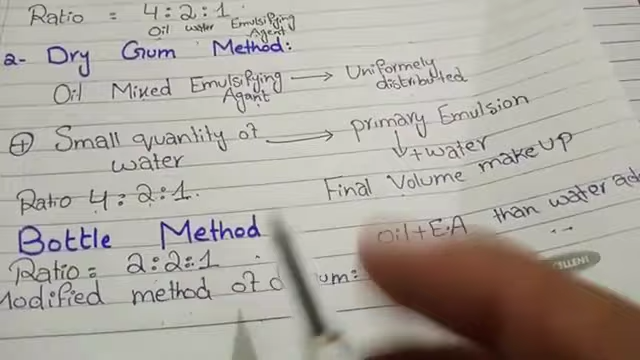 Ratio = 4:2:1.
Oil water Emulsifying Agent
2- Dry Gum Method:
Oil Mixed Emulsifying Agent → Uniformely distributted
⊕ Small quantity of water → primary Emulsion
↓ + water
Ratio 4:2:1. Final Volume make up
Bottle Method Oil + E.A than water
Ratio = 2:2:1
Modified method of